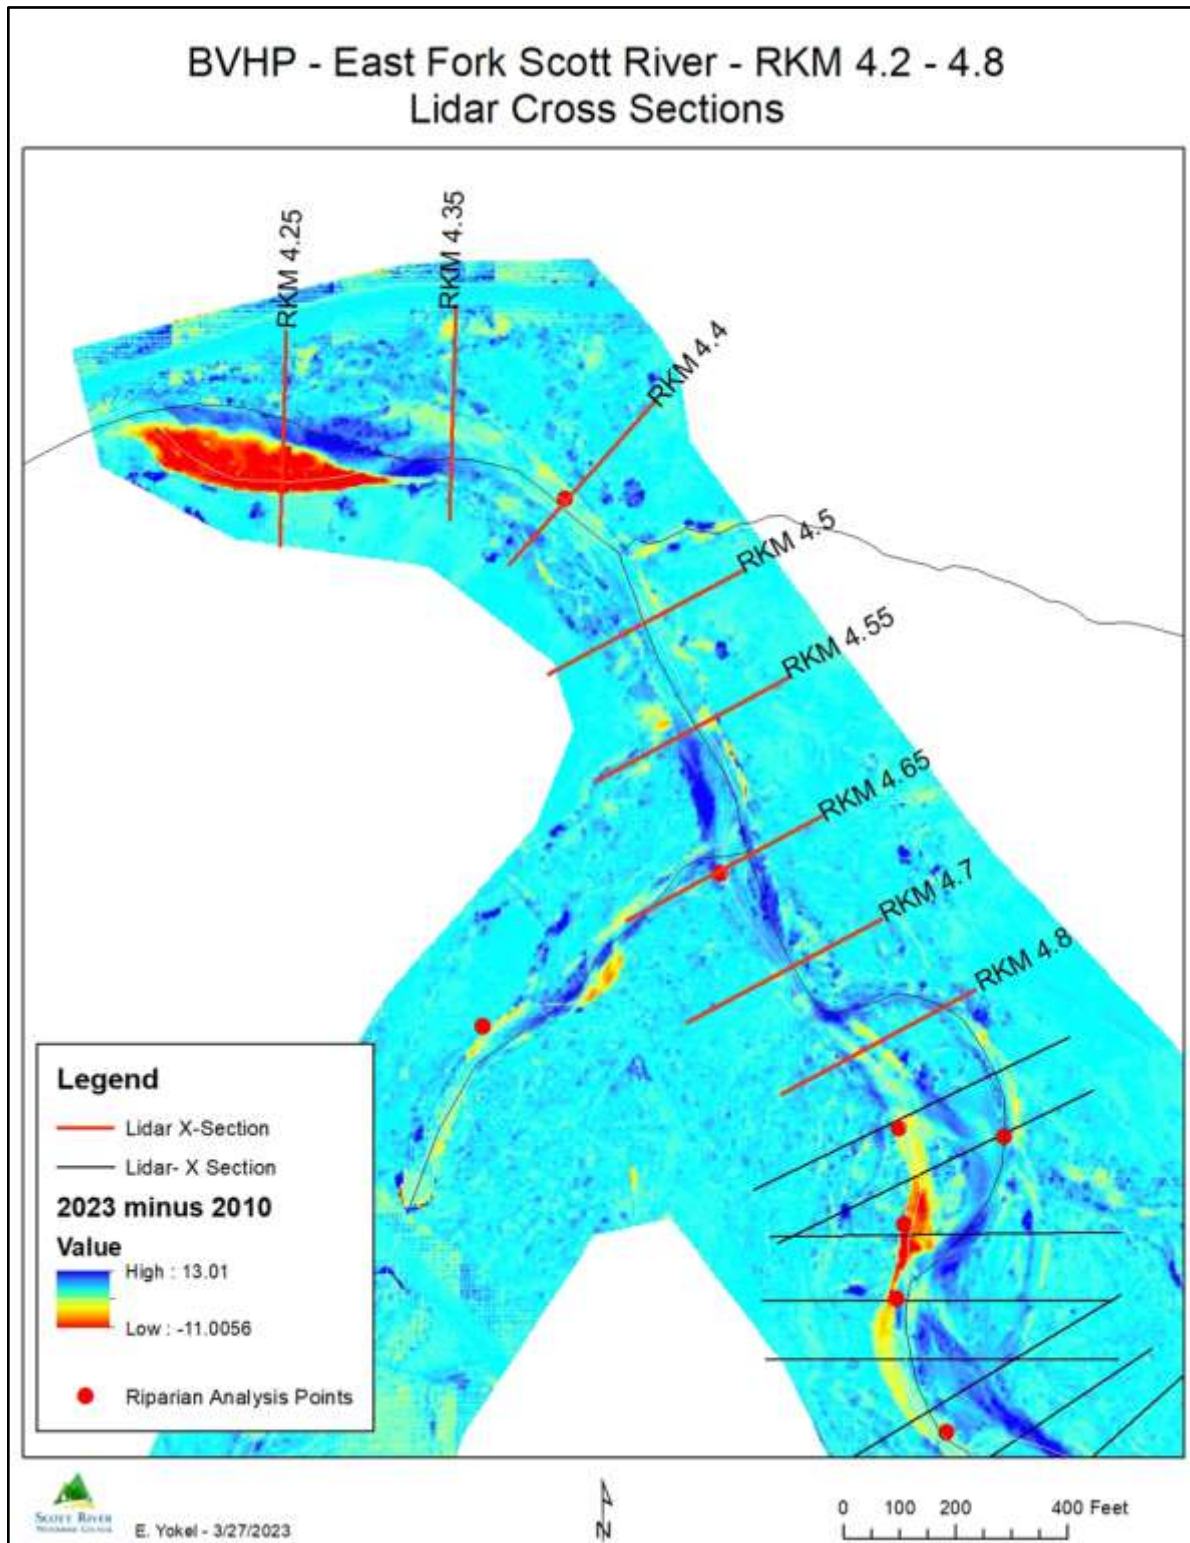 BVHP - East Fork Scott River - RKM 4.2 - 4.8
Lidar Cross Sections
RKM 4.25
RKM 4.35
RKM 4.4
RKM 4.5
RKM 4.55
RKM 4.65
RKM 4.7
RKM 4.8
Legend
Lidar X-Section
Lidar- X Section
2023 minus 2010
Value
High : 13.01
Low : -11.0056
Riparian Analysis Points
SCOTT RIVER
E. Yokel - 3/27/2023
N
0 100 200 400 Feet